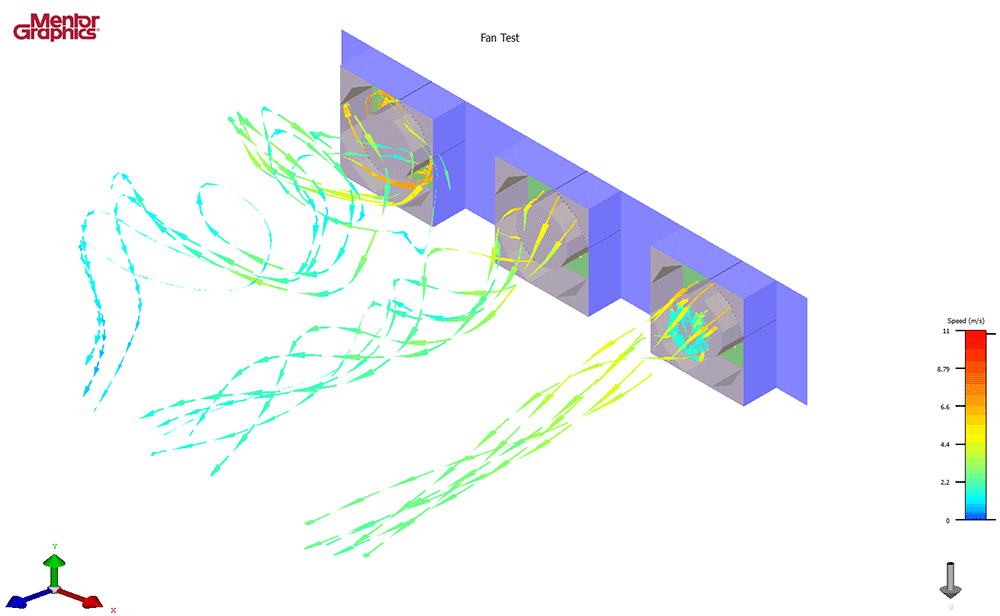 Mentor
Graphics®
Fan Test
Speed (m/s)
11
8.79
6.6
4.4
2.2
0
Y
X
g